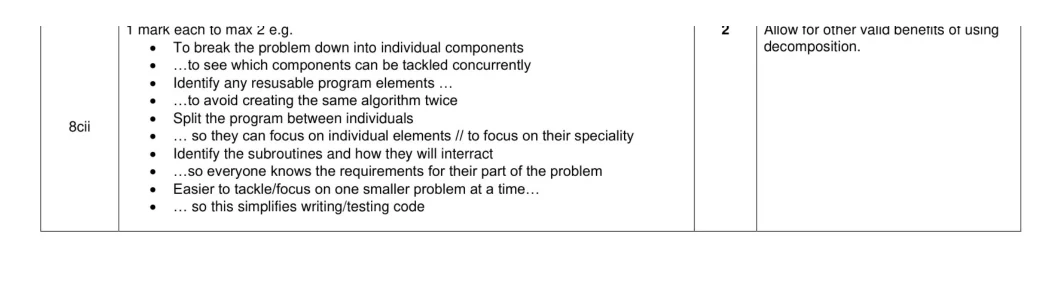 1 mark each to max 2 e.g.
• To break the problem down into individual components
• …to see which components can be tackled concurrently
• Identify any resusable program elements …
• …to avoid creating the same algorithm twice
• Split the program between individuals
• … so they can focus on individual elements // to focus on their speciality
• Identify the subroutines and how they will interract
• …so everyone knows the requirements for their part of the problem
• Easier to tackle/focus on one smaller problem at a time…
• … so this simplifies writing/testing code
8cii
2
Allow for other valid benefits of using
decomposition.